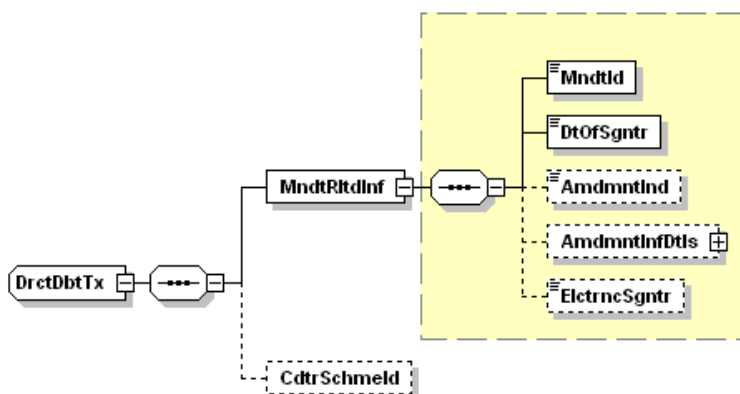 MndtId
DtOfSgntr
MndtRltdInf
AmdmntInd
AmdmntInfDtls
DrctDbtTx
ElctrncSgntr
CdtrSchmeId